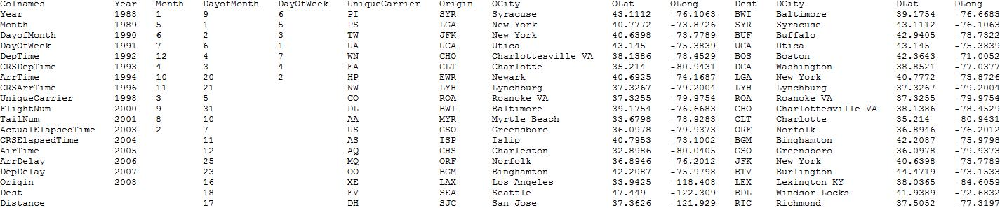 Colnames Year Month DayofMonth DayOfWeek UniqueCarrier Origin OCity OLat OLong Dest DCity DLat DLong
Year 1988 1 9 6 PI SYR Syracuse 43.1112 -76.1063 BWI Baltimore 39.1754 -76.6683
Month 1989 5 1 5 PS LGA New York 40.7772 -73.8726 SYR Syracuse 43.1112 -76.1063
DayofMonth 1990 6 2 3 TW JFK New York 40.6398 -73.7789 BUF Buffalo 42.9405 -78.7322
DayOfWeek 1991 7 6 1 UA UCA Utica 43.145 -75.3839 UCA Utica 43.145 -75.3839
DepTime 1992 12 4 7 WN CHO Charlottesville VA 38.1386 -78.4529 BOS Boston 42.3643 -71.0052
CRSDepTime 1993 4 3 4 EA CLT Charlotte 35.214 -80.9431 DCA Washington 38.8521 -77.0377
ArrTime 1994 10 20 2 HP EWR Newark 40.6925 -74.1687 LGA New York 40.7772 -73.8726
CRSArrTime 1996 11 21 NW LYH Lynchburg 37.3267 -79.2004 LYH Lynchburg 37.3267 -79.2004
UniqueCarrier 1998 3 5 CO ROA Roanoke VA 37.3255 -79.9754 ROA Roanoke VA 37.3255 -79.9754
FlightNum 2000 9 31 DL BWI Baltimore 39.1754 -76.6683 CHO Charlottesville VA 38.1386 -78.4529
TailNum 2001 8 10 AA MYR Myrtle Beach 33.6798 -78.9283 CLT Charlotte 35.214 -80.9431
ActualElapsedTime 2003 2 7 US GSO Greensboro 36.0978 -79.9373 ORF Norfolk 36.8946 -76.2012
CRSElapsedTime 2004 11 AS ISP Islip 40.7953 -73.1002 BGM Binghamton 42.2087 -75.9798
AirTime 2005 12 AQ CHS Charleston 32.8986 -80.0405 GSO Greensboro 36.0978 -79.9373
ArrDelay 2006 25 MQ ORF Norfolk 36.8946 -76.2012 JFK New York 40.6398 -73.7789
DepDelay 2007 23 OO BGM Binghamton 42.2087 -75.9798 BTV Burlington 44.4719 -73.1533
Origin 2008 16 XE LAX Los Angeles 33.9425 -118.408 LEX Lexington KY 38.0365 -84.6059
Dest 18 EV SEA Seattle 47.449 -122.309 BDL Windsor Locks 41.9389 -72.6832
Distance 17 DH SJC San Jose 37.3626 -121.929 RIC Richmond 37.5052 -77.3197